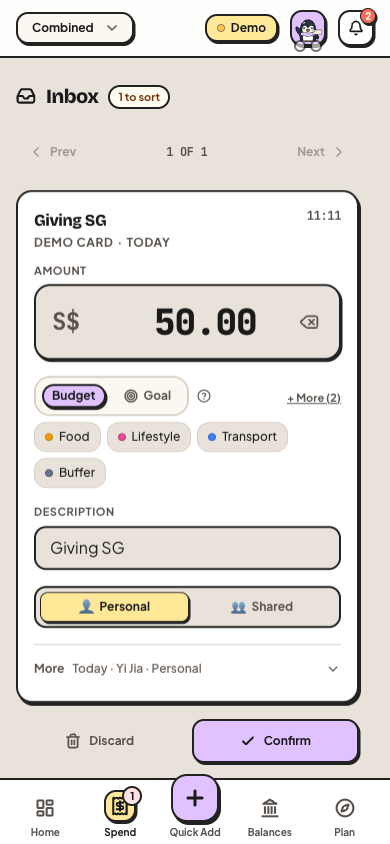 Combined
Demo
2
Inbox
1 to sort
Prev
1 OF 1
Next
Giving SG
11:11
DEMO CARD · TODAY
AMOUNT
S$
50.00
Budget
Goal
?
+ More (2)
Food
Lifestyle
Transport
Buffer
DESCRIPTION
Giving SG
Personal
Shared
More Today · Yi Jia · Personal
Discard
Confirm
1
Home
Spend
Quick Add
Balances
Plan